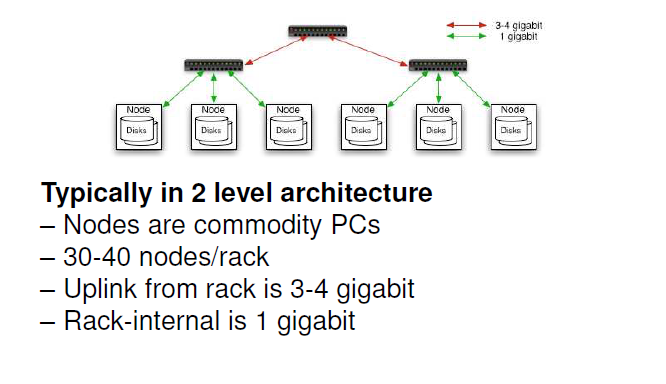 3-4 gigabit
1 gigabit
Node Node Node Node Node Node
Disks Disks Disks Disks Disks Disks
Typically in 2 level architecture
– Nodes are commodity PCs
– 30-40 nodes/rack
– Uplink from rack is 3-4 gigabit
– Rack-internal is 1 gigabit